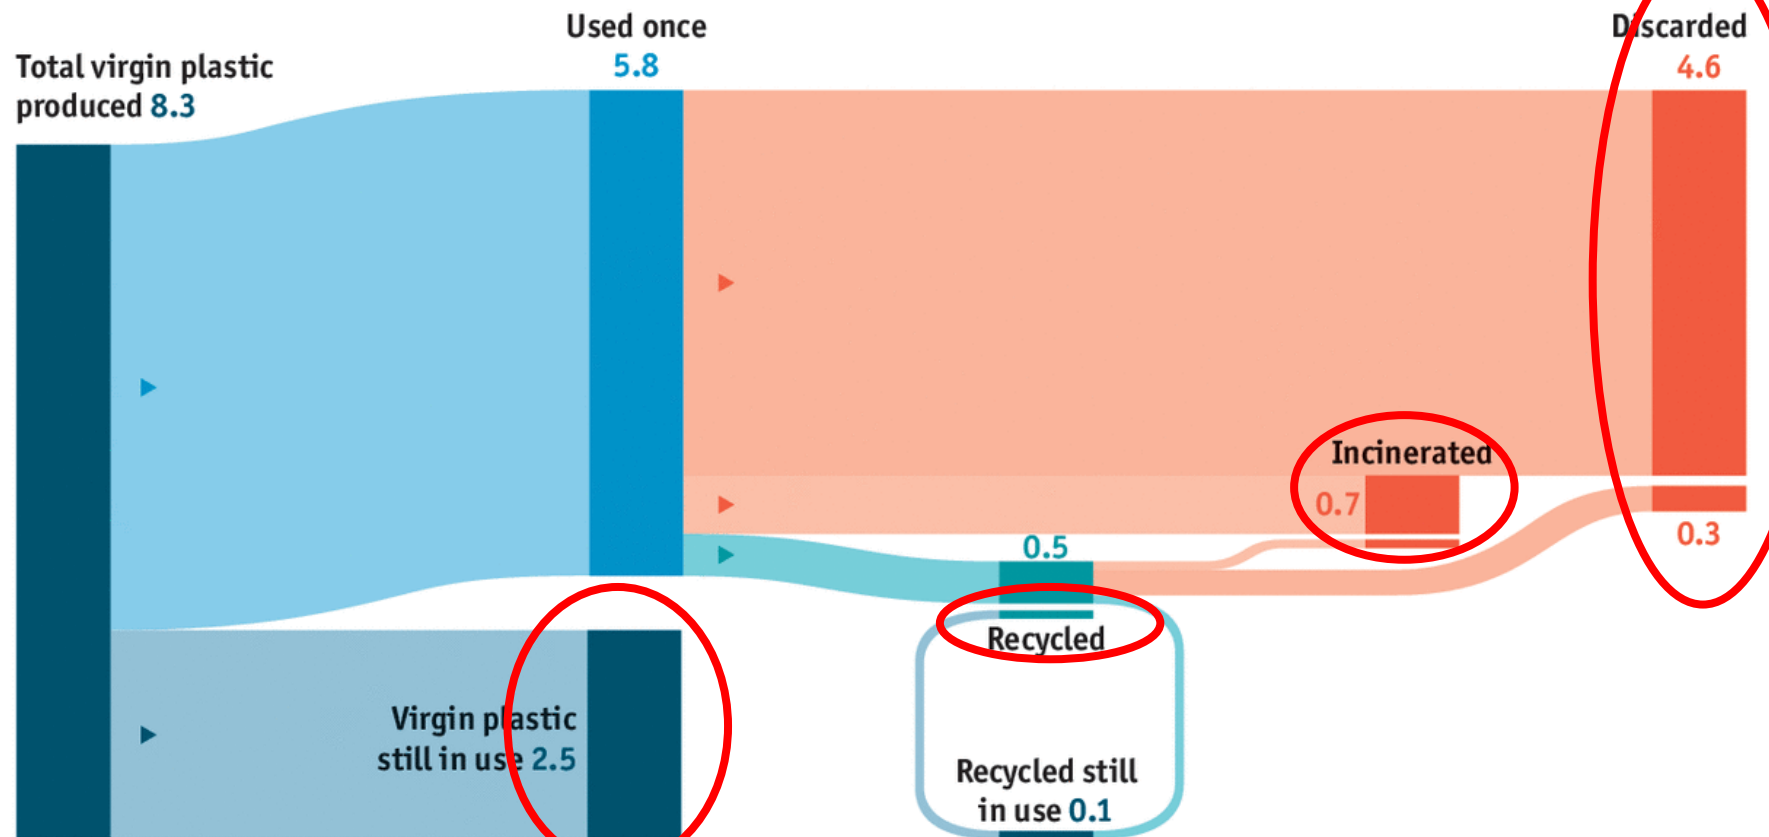 Total virgin plastic
produced 8.3
Used once
5.8
Discarded
4.6
Incinerated
0.7
0.3
0.5
Recycled
Virgin plastic
still in use 2.5
Recycled still
in use 0.1